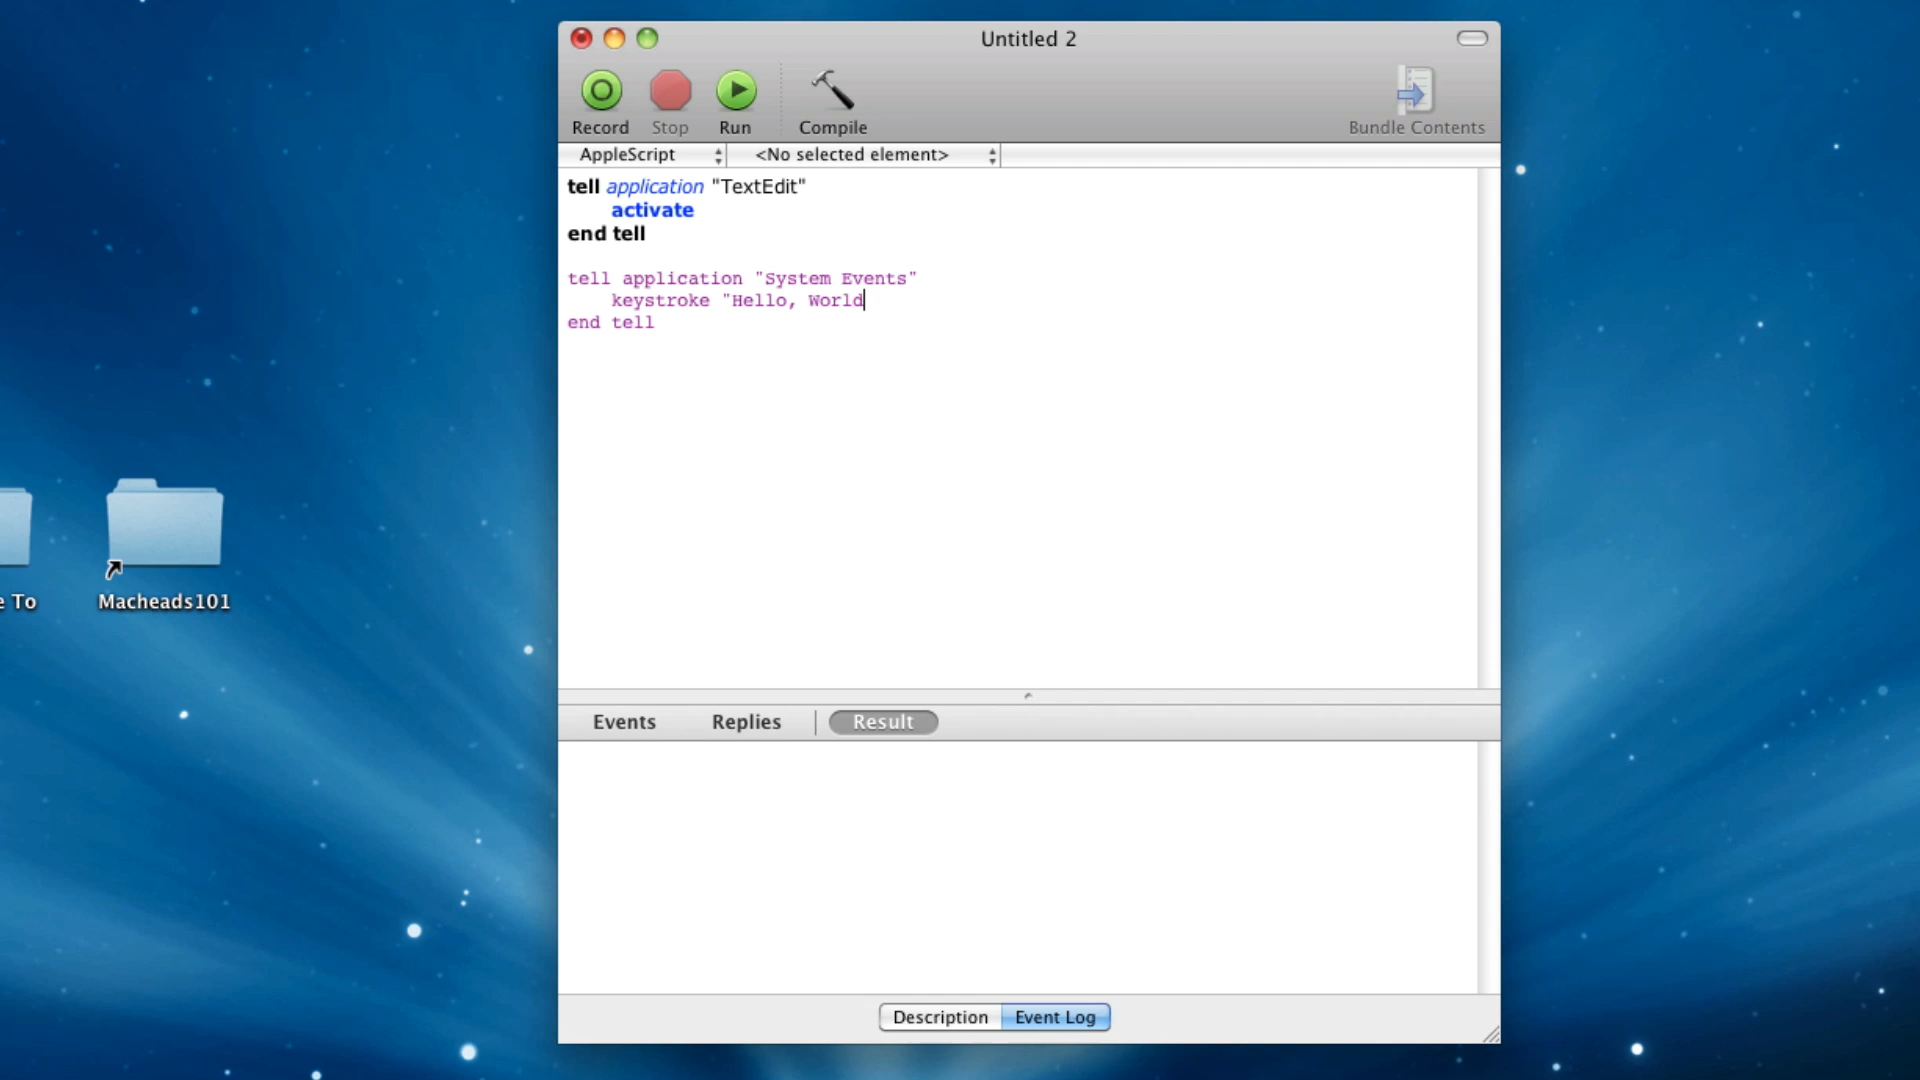 Untitled 2
Record Stop Run Compile Bundle Contents
AppleScript <No selected element>
tell application "TextEdit"
activate
end tell
tell application "System Events"
keystroke "Hello, World
end tell
e To
Macheads101
Events Replies Result
Description Event Log